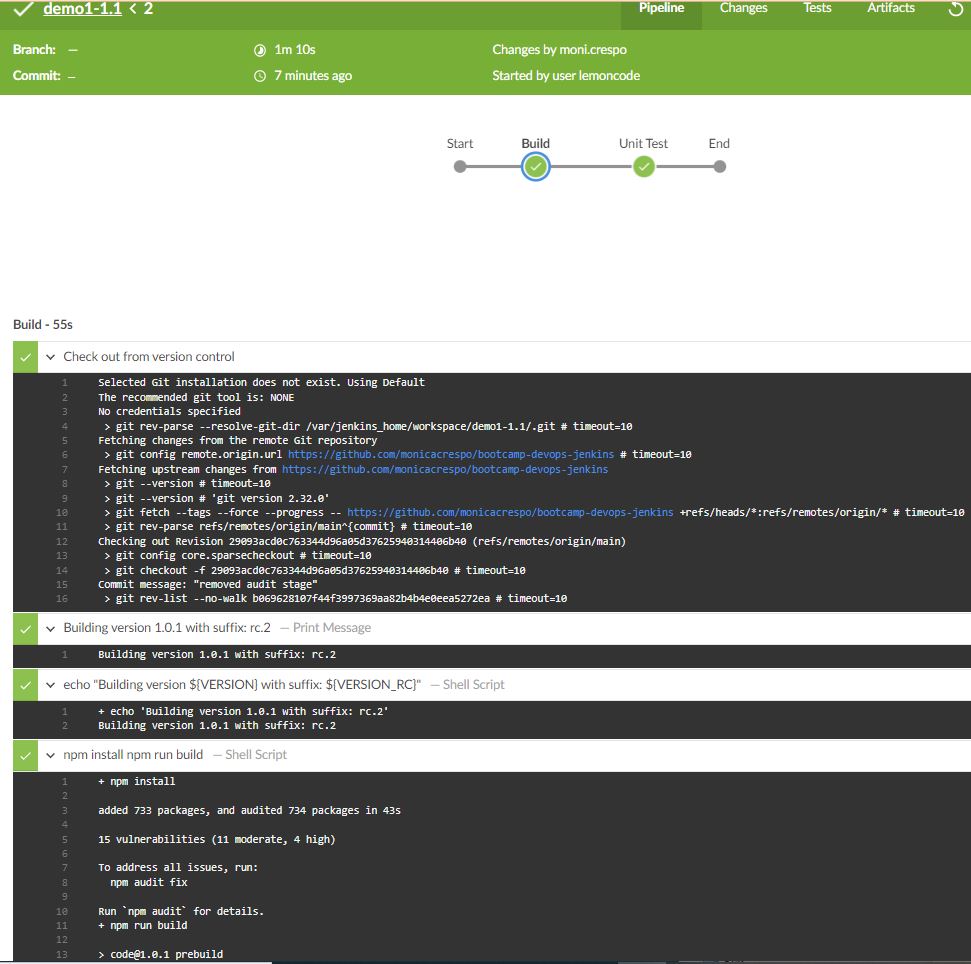 demo1-1.1 < 2
Pipeline Changes Tests Artifacts
Branch: — 1m 10s Changes by moni.crespo
Commit: — 7 minutes ago Started by user lemoncode
Start Build Unit Test End
Build - 55s
Check out from version control
1 Selected Git installation does not exist. Using Default
2 The recommended git tool is: NONE
3 No credentials specified
4 > git rev-parse --resolve-git-dir /var/jenkins_home/workspace/demo1-1.1/.git # timeout=10
5 Fetching changes from the remote Git repository
6 > git config remote.origin.url https://github.com/monicacrespo/bootcamp-devops-jenkins # timeout=10
7 Fetching upstream changes from https://github.com/monicacrespo/bootcamp-devops-jenkins
8 > git --version # timeout=10
9 > git --version # 'git version 2.32.0'
10 > git fetch --tags --force --progress -- https://github.com/monicacrespo/bootcamp-devops-jenkins +refs/heads/*:refs/remotes/origin/* # timeout=10
11 > git rev-parse refs/remotes/origin/main^{commit} # timeout=10
12 Checking out Revision 29093acd0c763344d96a05d37625940314406b40 (refs/remotes/origin/main)
13 > git config core.sparsecheckout # timeout=10
14 > git checkout -f 29093acd0c763344d96a05d37625940314406b40 # timeout=10
15 Commit message: "removed audit stage"
16 > git rev-list --no-walk b069628107f44f3997369aa82b4b4e0eea5272ea # timeout=10
Building version 1.0.1 with suffix: rc.2 — Print Message
1 Building version 1.0.1 with suffix: rc.2
echo "Building version ${VERSION} with suffix: ${VERSION_RC}" — Shell Script
1 + echo 'Building version 1.0.1 with suffix: rc.2'
2 Building version 1.0.1 with suffix: rc.2
npm install npm run build — Shell Script
1 + npm install
2
3 added 733 packages, and audited 734 packages in 43s
4
5 15 vulnerabilities (11 moderate, 4 high)
6
7 To address all issues, run:
8 npm audit fix
9
10 Run `npm audit` for details.
11 + npm run build
12
13 > code@1.0.1 prebuild